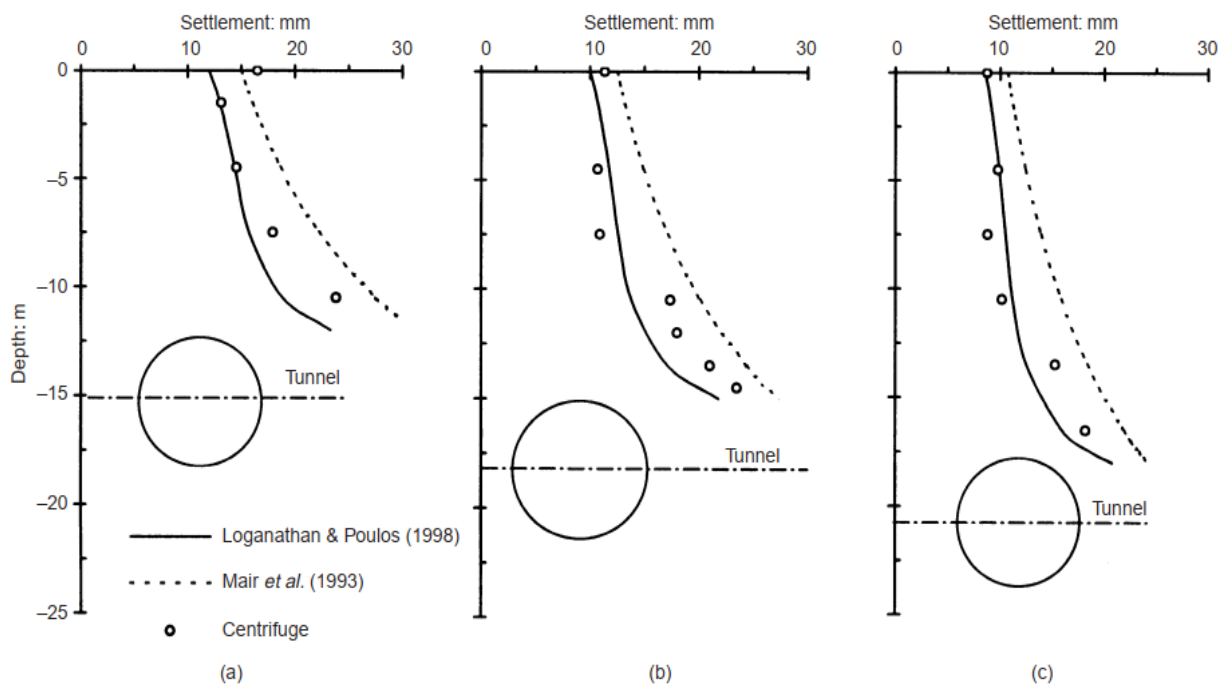 Settlement: mm
0 10 20 30
Settlement: mm
0 10 20 30
Settlement: mm
0 10 20 30
0
–5
–10
–15
–20
–25
Depth: m
Tunnel
Tunnel
Tunnel
Loganathan & Poulos (1998)
Mair et al. (1993)
Centrifuge
(a)
(b)
(c)